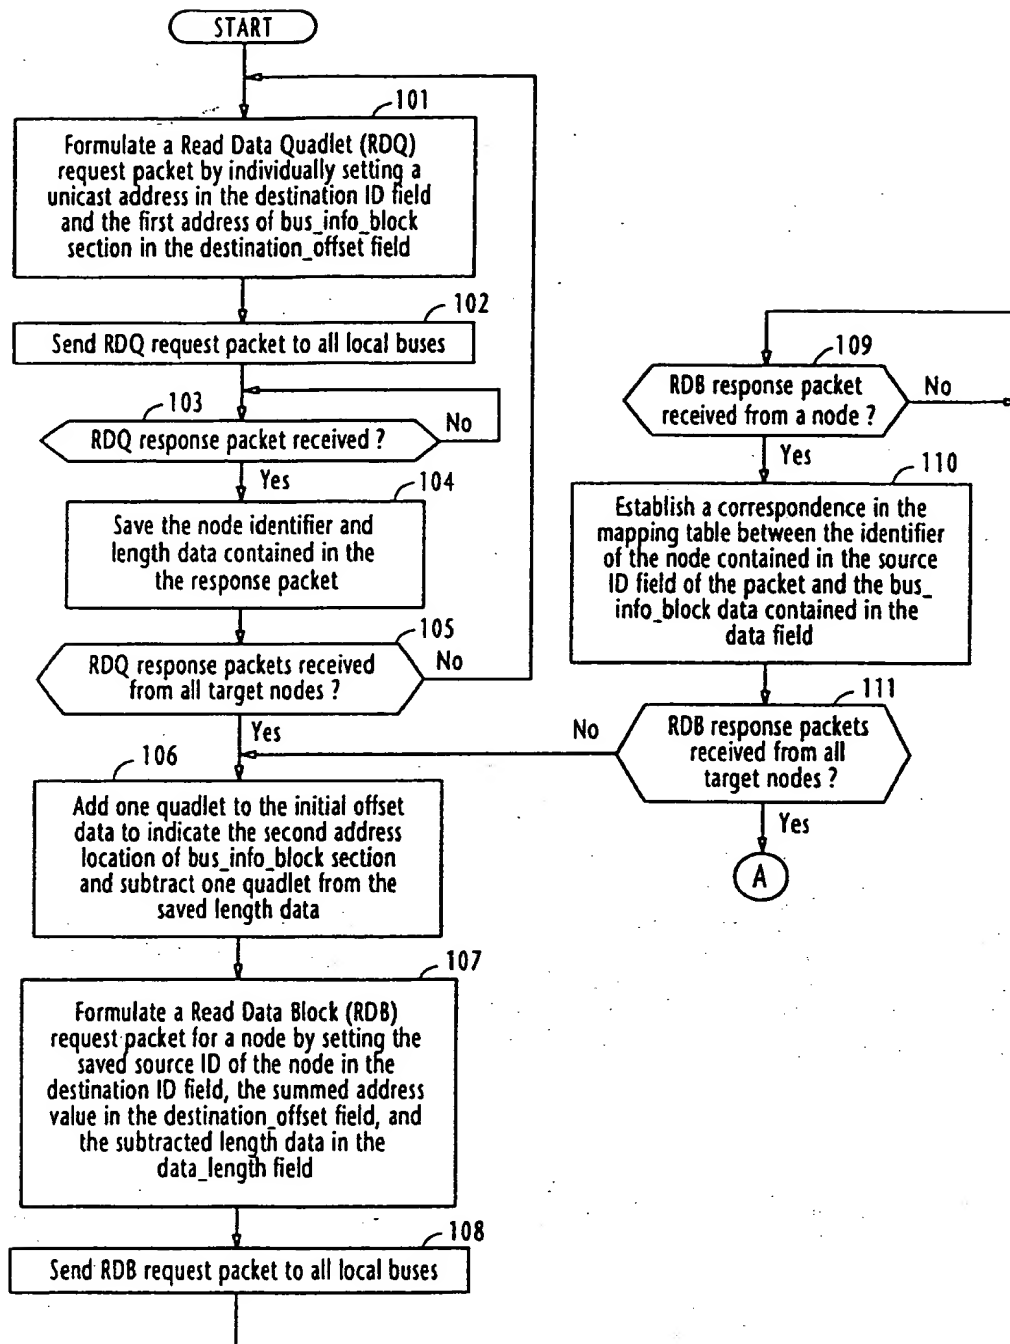 START
101
Formulate a Read Data Quadlet (RDQ)
request packet by individually setting a
unicast address in the destination ID field
and the first address of bus_info_block
section in the destination_offset field
102
Send RDQ request packet to all local buses
103
RDQ response packet received ?
No
Yes
104
Save the node identifier and
length data contained in the
the response packet
105
RDQ response packets received
from all target nodes ?
No
Yes
106
Add one quadlet to the initial offset
data to indicate the second address
location of bus_info_block section
and subtract one quadlet from the
saved length data
107
Formulate a Read Data Block (RDB)
request packet for a node by setting the
saved source ID of the node in the
destination ID field, the summed address
value in the destination_offset field, and
the subtracted length data in the
data_length field
108
Send RDB request packet to all local buses
109
RDB response packet
received from a node ?
No
Yes
110
Establish a correspondence in the
mapping table between the identifier
of the node contained in the source
ID field of the packet and the bus_
info_block data contained in the
data field
111
RDB response packets
received from all
target nodes ?
No
Yes
A